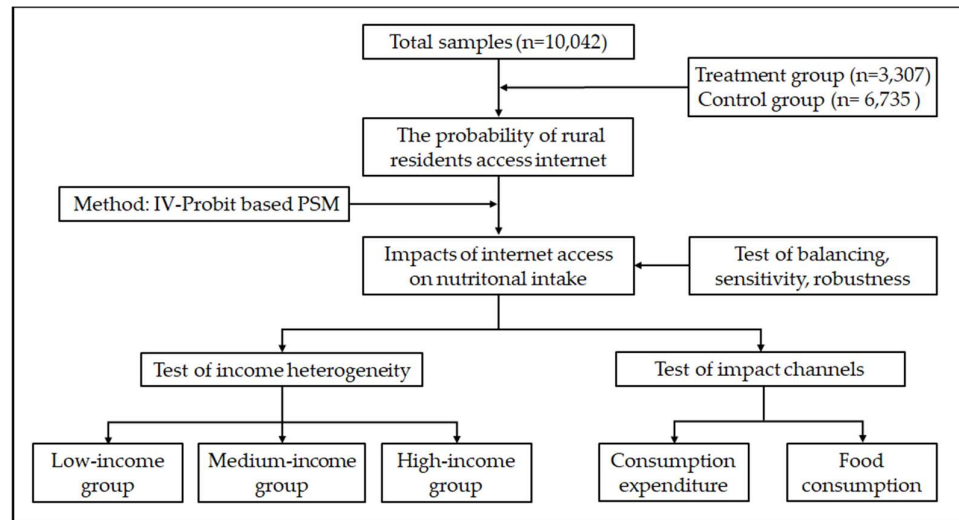 Total samples (n=10,042)
Treatment group (n=3,307)
Control group (n= 6,735 )
The probability of rural
residents access internet
Method: IV-Probit based PSM
Impacts of internet access
on nutritonal intake
Test of balancing,
sensitivity, robustness
Test of income heterogeneity
Test of impact channels
Low-income
group
Medium-income
group
High-income
group
Consumption
expenditure
Food
consumption